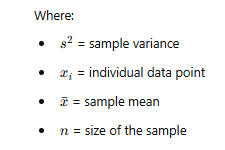 Where:
• s² = sample variance
• xᵢ = individual data point
• x̄ = sample mean
• n = size of the sample